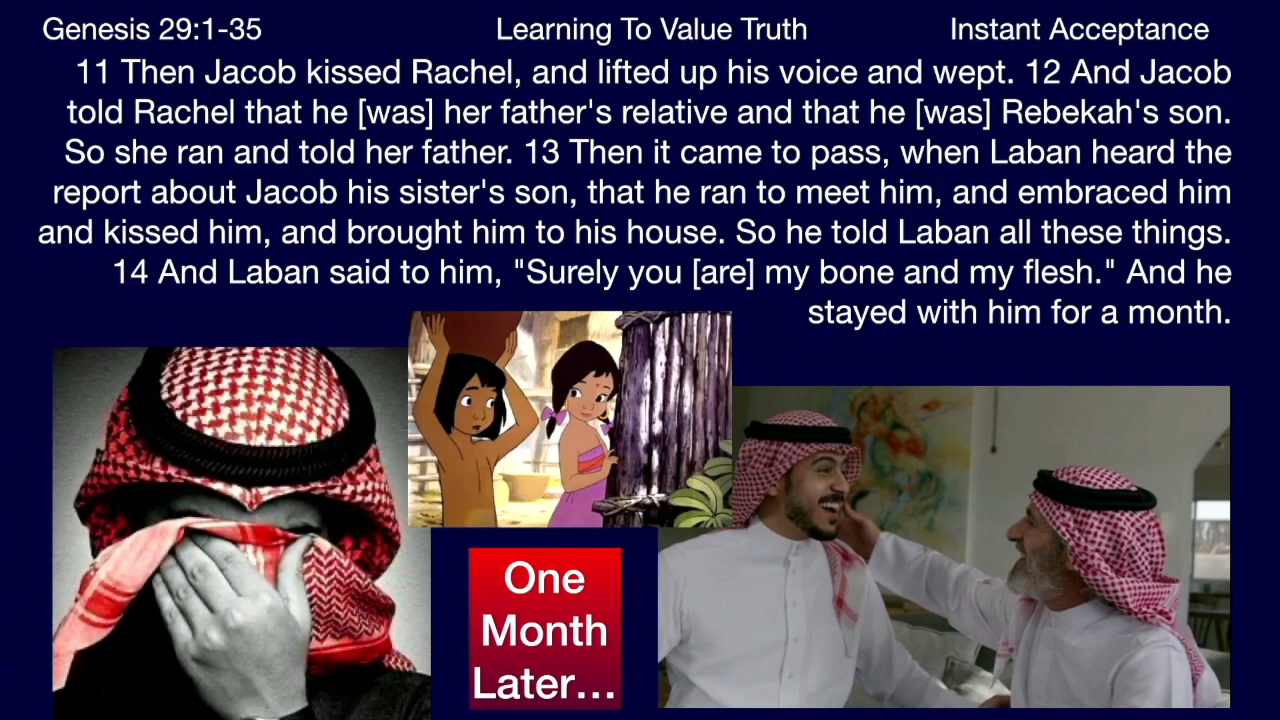 Genesis 29:1-35
Learning To Value Truth
Instant Acceptance
11 Then Jacob kissed Rachel, and lifted up his voice and wept. 12 And Jacob
told Rachel that he [was] her father's relative and that he [was] Rebekah's son.
So she ran and told her father. 13 Then it came to pass, when Laban heard the
report about Jacob his sister's son, that he ran to meet him, and embraced him
and kissed him, and brought him to his house. So he told Laban all these things.
14 And Laban said to him, "Surely you [are] my bone and my flesh." And he
stayed with him for a month.
One
Month
Later...